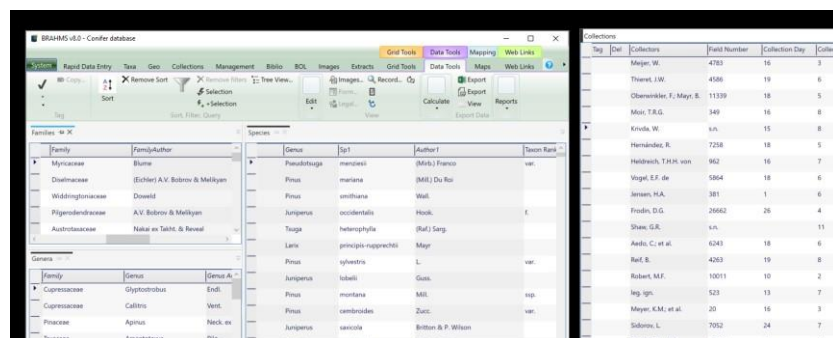 BRAHMS v8.0 - Conifer database
Grid Tools Data Tools Mapping Web Links
System Rapid Data Entry Taxa Geo Collections Management Biblio BOL Images Extracts Grid Tools Data Tools Maps Web Links
Copy... Sort Remove Sort Remove Filters Selection +Selection Tree View... Edit Images... Record... Form... Legal... Calculate Export Export View Reports
Tag Sort, Filter, Query View Export Data
Families
Family FamilyAuthor
Myricaceae Blume
Diselmaceae (Eichler) A.V. Bobrov & Melikyan
Widdringtoniaceae Doweld
Pilgerodendraceae A.V. Bobrov & Melikyan
Austrotaxaceae Nakai ex Takht. & Reveal
Genera
Family Genus Genus
Cupressaceae Glyptostrobus Endl.
Cupressaceae Callitris Vent.
Pinaceae Apinus Neck. ex
Species
Genus Sp1 Author1 Taxon Rank
Pseudotsuga menziesii (Mirb.) Franco var.
Pinus mariana (Mill.) Du Roi
Pinus smithiana Wall.
Juniperus occidentalis Hook. f.
Tsuga heterophylla (Raf.) Sarg.
Larix principis-rupprechtii Mayr
Pinus sylvestris L. var.
Juniperus lobelii Guss.
Pinus montana Mill. ssp.
Pinus cembroides Zucc. var.
Juniperus saxicola Britton & P. Wilson
Collections
Tag Del Collectors Field Number Collection Day Colle
Meijer, W. 4783 16 3
Thieret, J.W. 4586 19 6
Oberwinkler, F.; Mayr, B. 11339 18 5
Moir, T.R.G. 349 16 8
Krivda, W. s.n. 15 8
Hernández, R. 7258 18 5
Heldreich, T.H.H. von 962 16 7
Vogel, E.F. de 5864 18 6
Jensen, H.A. 381 1 6
Frodin, D.G. 26662 26 4
Shaw, G.R. s.n. 11
Aedo, C.; et al. 6243 18 6
Reif, B. 4263 19 8
Robert, M.F. 10011 10 2
leg. ign. 523 13 7
Meyer, K.M.; et al. 20 16 3
Sidorov, L. 7052 24 7